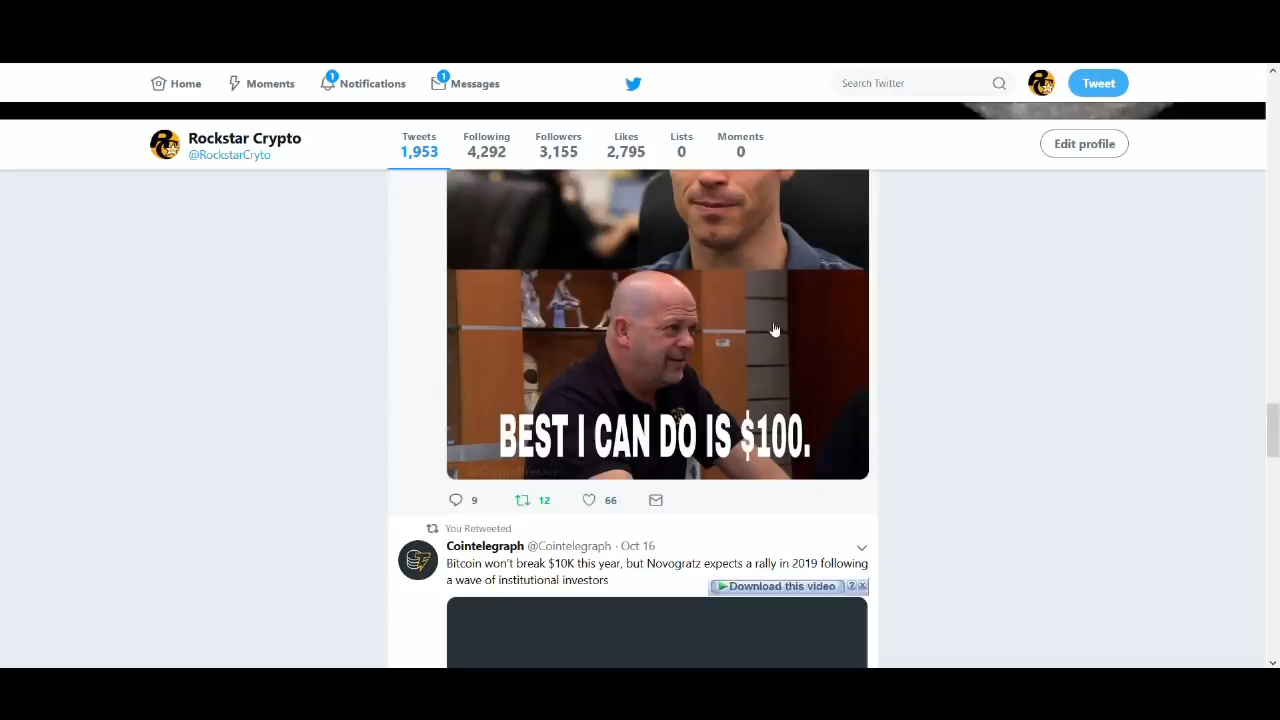 Home
Moments
1
Notifications
1
Messages
Search Twitter
Tweet
Rockstar Crypto
@RockstarCryto
Tweets
1,953
Following
4,292
Followers
3,155
Likes
2,795
Lists
0
Moments
0
Edit profile
BEST I CAN DO IS $100.
9
12
66
You Retweeted
Cointelegraph @Cointelegraph · Oct 16
Bitcoin won't break $10K this year, but Novogratz expects a rally in 2019 following
a wave of institutional investors
Download this video
?